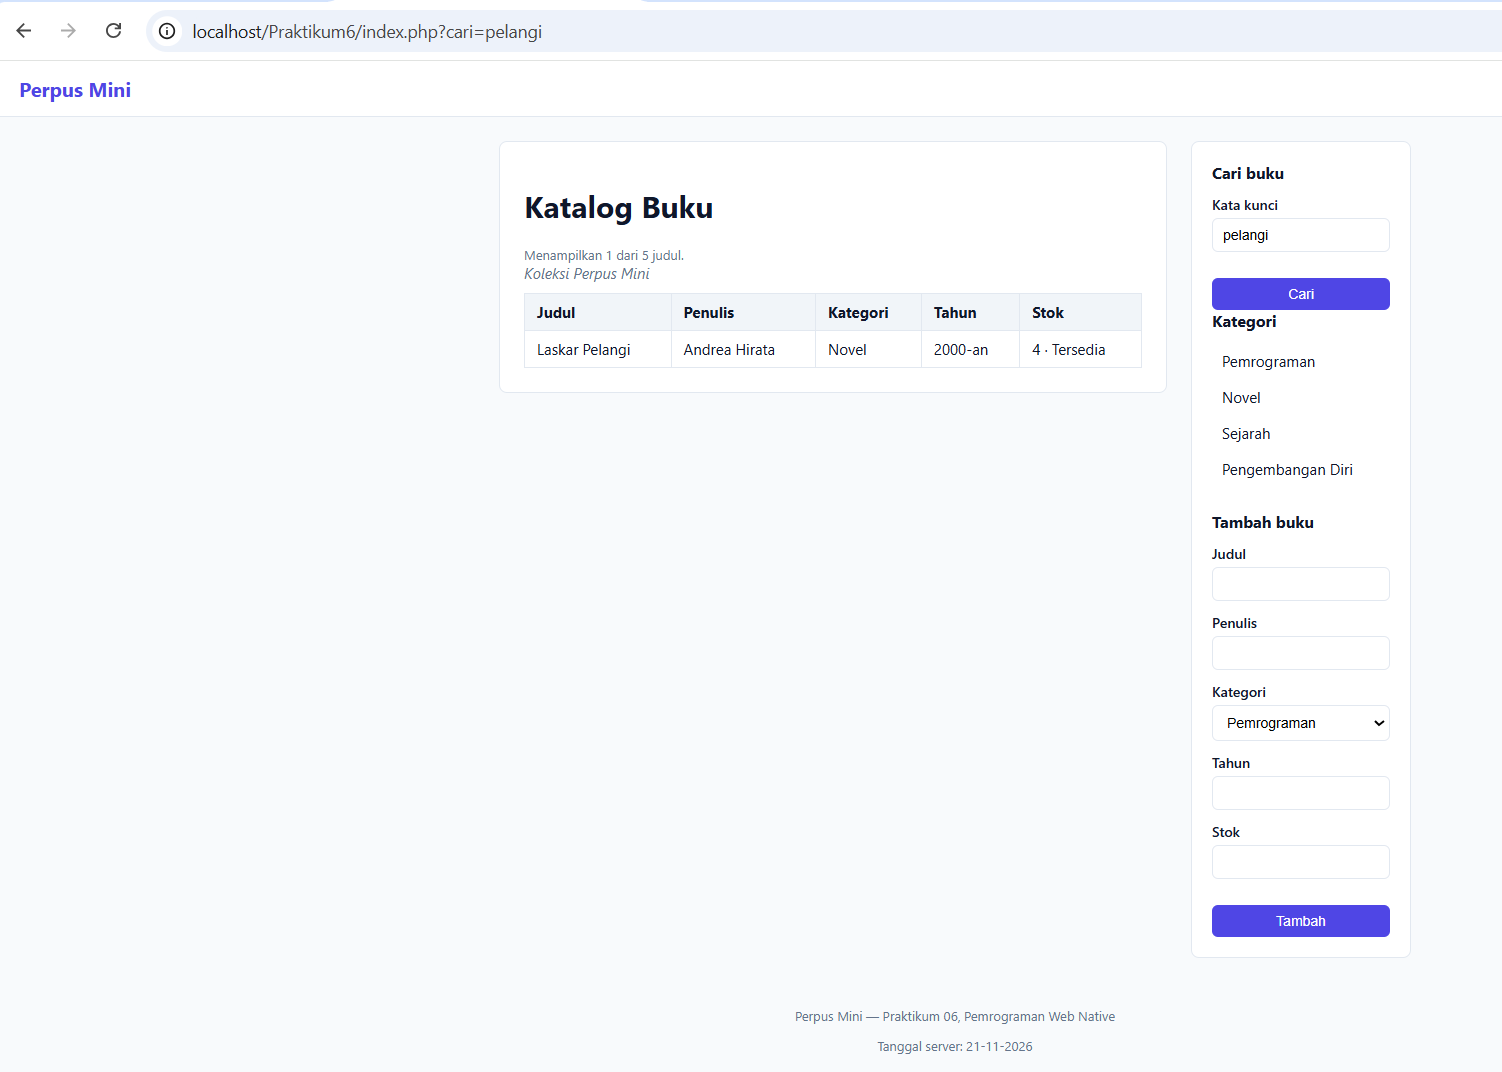 localhost/Praktikum6/index.php?cari=pelangi
Perpus Mini
Katalog Buku
Menampilkan 1 dari 5 judul.
Koleksi Perpus Mini
Judul Penulis Kategori Tahun Stok
Laskar Pelangi Andrea Hirata Novel 2000-an 4 · Tersedia
Cari buku
Kata kunci
pelangi
Cari
Kategori
Pemrograman
Novel
Sejarah
Pengembangan Diri
Tambah buku
Judul
Penulis
Kategori
Pemrograman
Tahun
Stok
Tambah
Perpus Mini — Praktikum 06, Pemrograman Web Native
Tanggal server: 21-11-2026